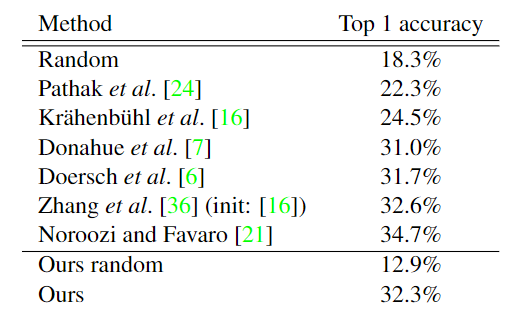 Method Top 1 accuracy
Random 18.3%
Pathak et al. [24] 22.3%
Krähenbühl et al. [16] 24.5%
Donahue et al. [7] 31.0%
Doersch et al. [6] 31.7%
Zhang et al. [36] (init: [16]) 32.6%
Noroozi and Favaro [21] 34.7%
Ours random 12.9%
Ours 32.3%